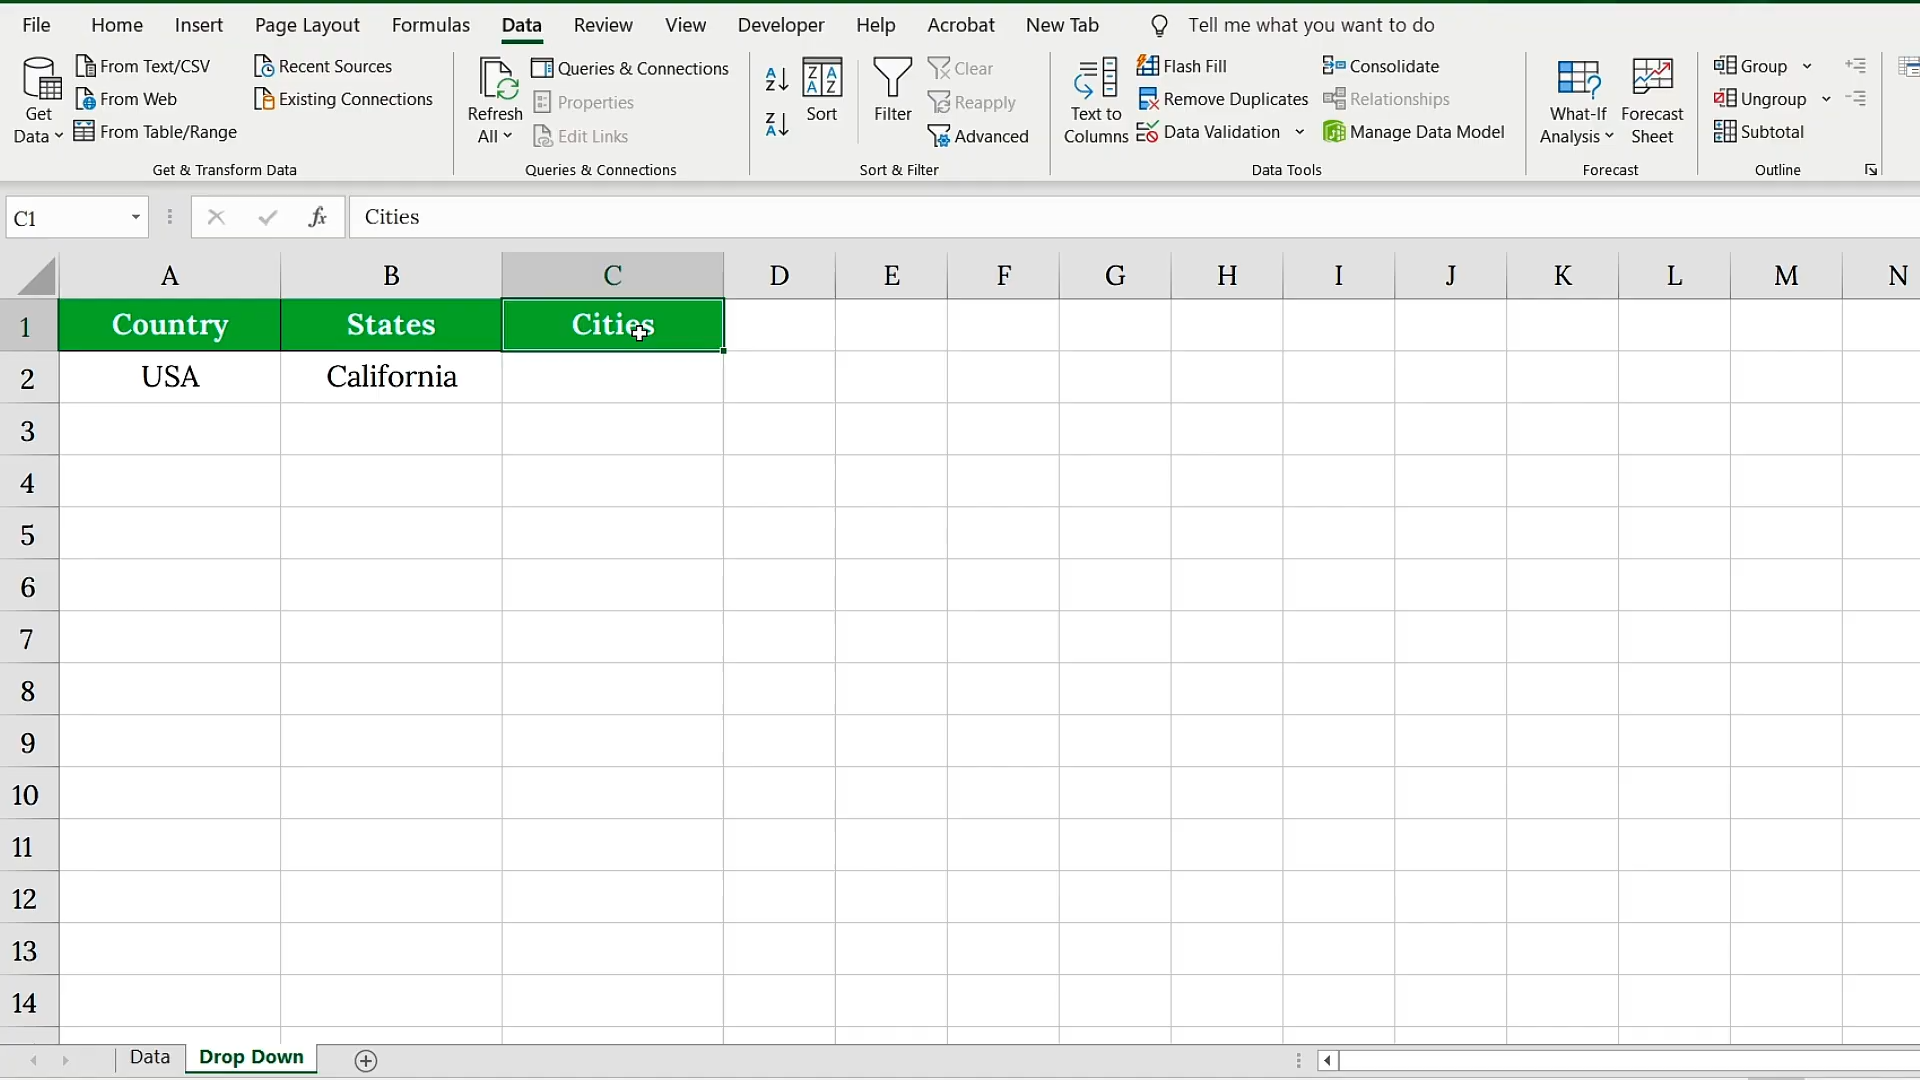 File Home Insert Page Layout Formulas Data Review View Developer Help Acrobat New Tab Tell me what you want to do
Get Data
From Text/CSV
From Web
From Table/Range
Recent Sources
Existing Connections
Get & Transform Data
Refresh All
Queries & Connections
Properties
Edit Links
Queries & Connections
Sort
Filter
Clear
Reapply
Advanced
Sort & Filter
Text to Columns
Flash Fill
Remove Duplicates
Data Validation
Consolidate
Relationships
Manage Data Model
Data Tools
What-If Analysis
Forecast Sheet
Forecast
Group
Ungroup
Subtotal
Outline
C1 fx Cities
A B C D E F G H I J K L M N
1 Country States Cities
2 USA California
3
4
5
6
7
8
9
10
11
12
13
14
Data Drop Down